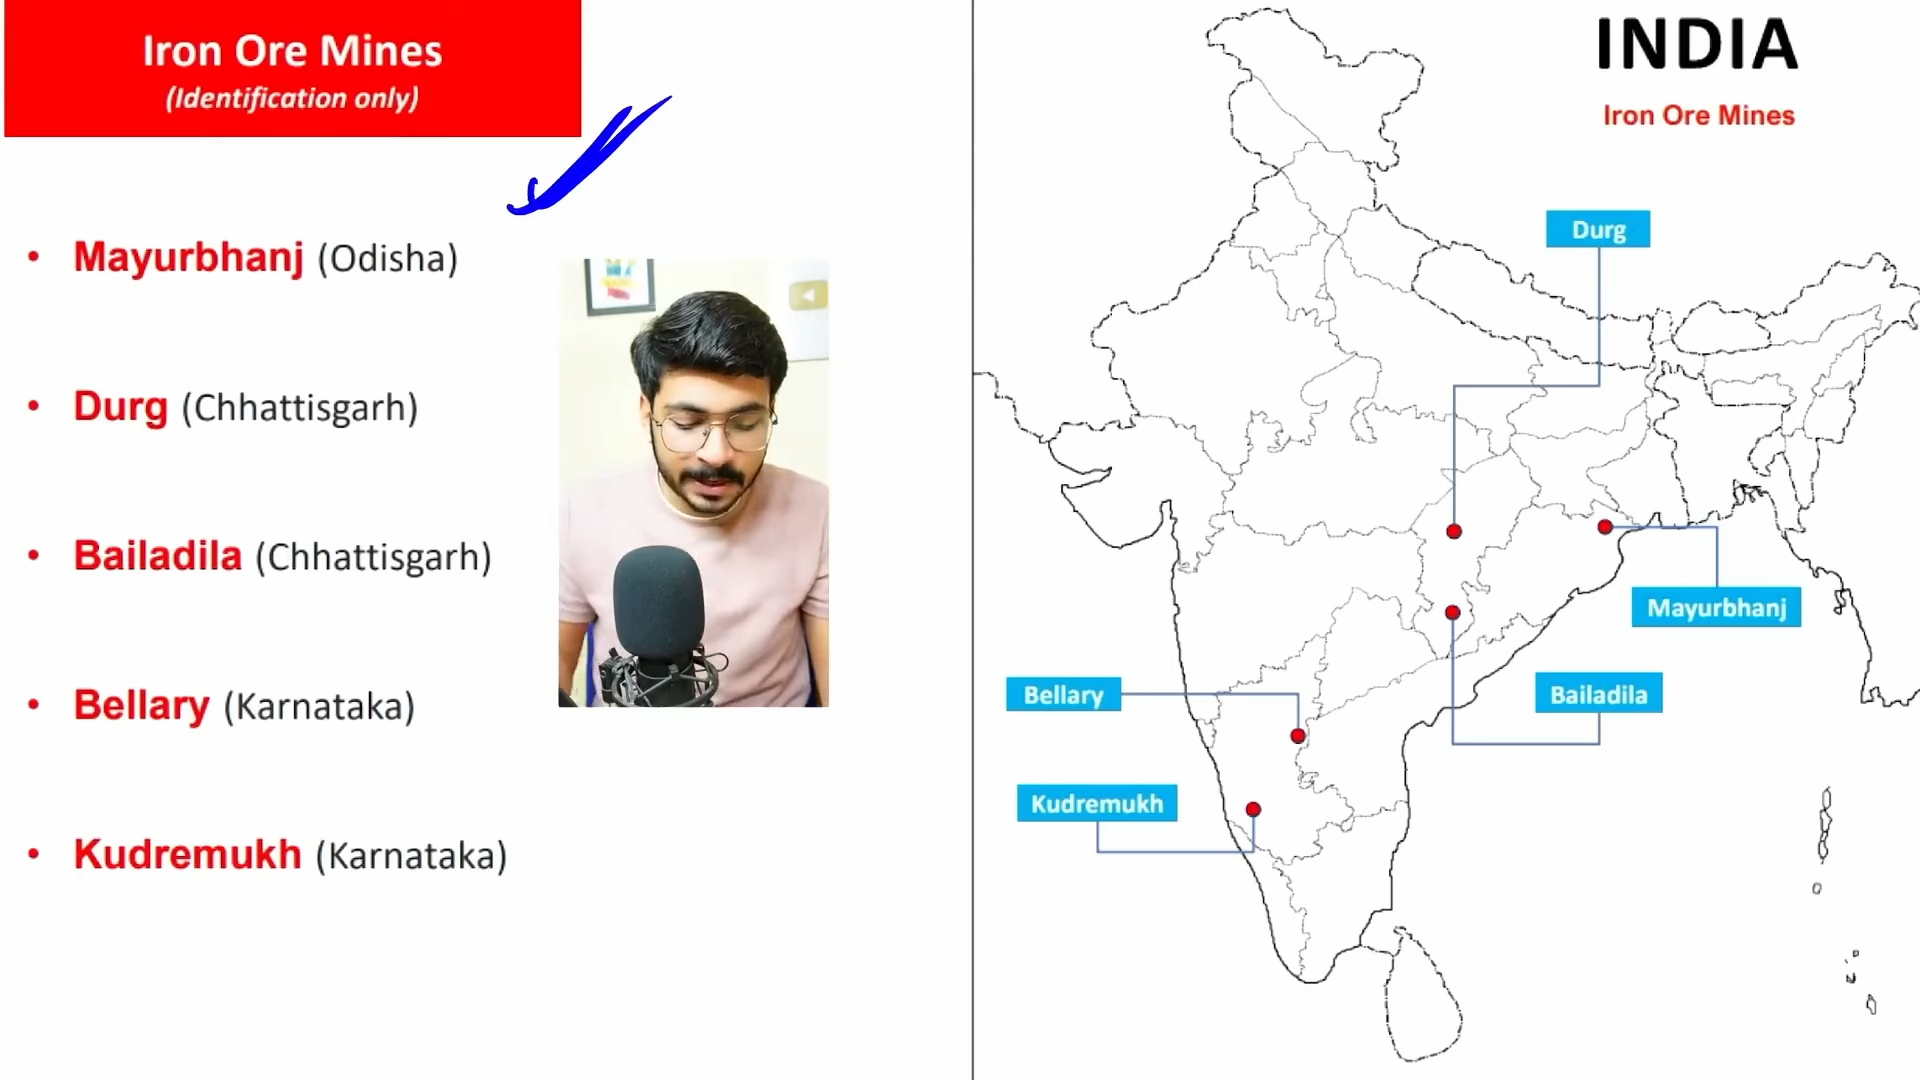 Iron Ore Mines
(Identification only)
• Mayurbhanj (Odisha)
• Durg (Chhattisgarh)
• Bailadila (Chhattisgarh)
• Bellary (Karnataka)
• Kudremukh (Karnataka)
INDIA
Iron Ore Mines
Durg
Mayurbhanj
Bailadila
Bellary
Kudremukh